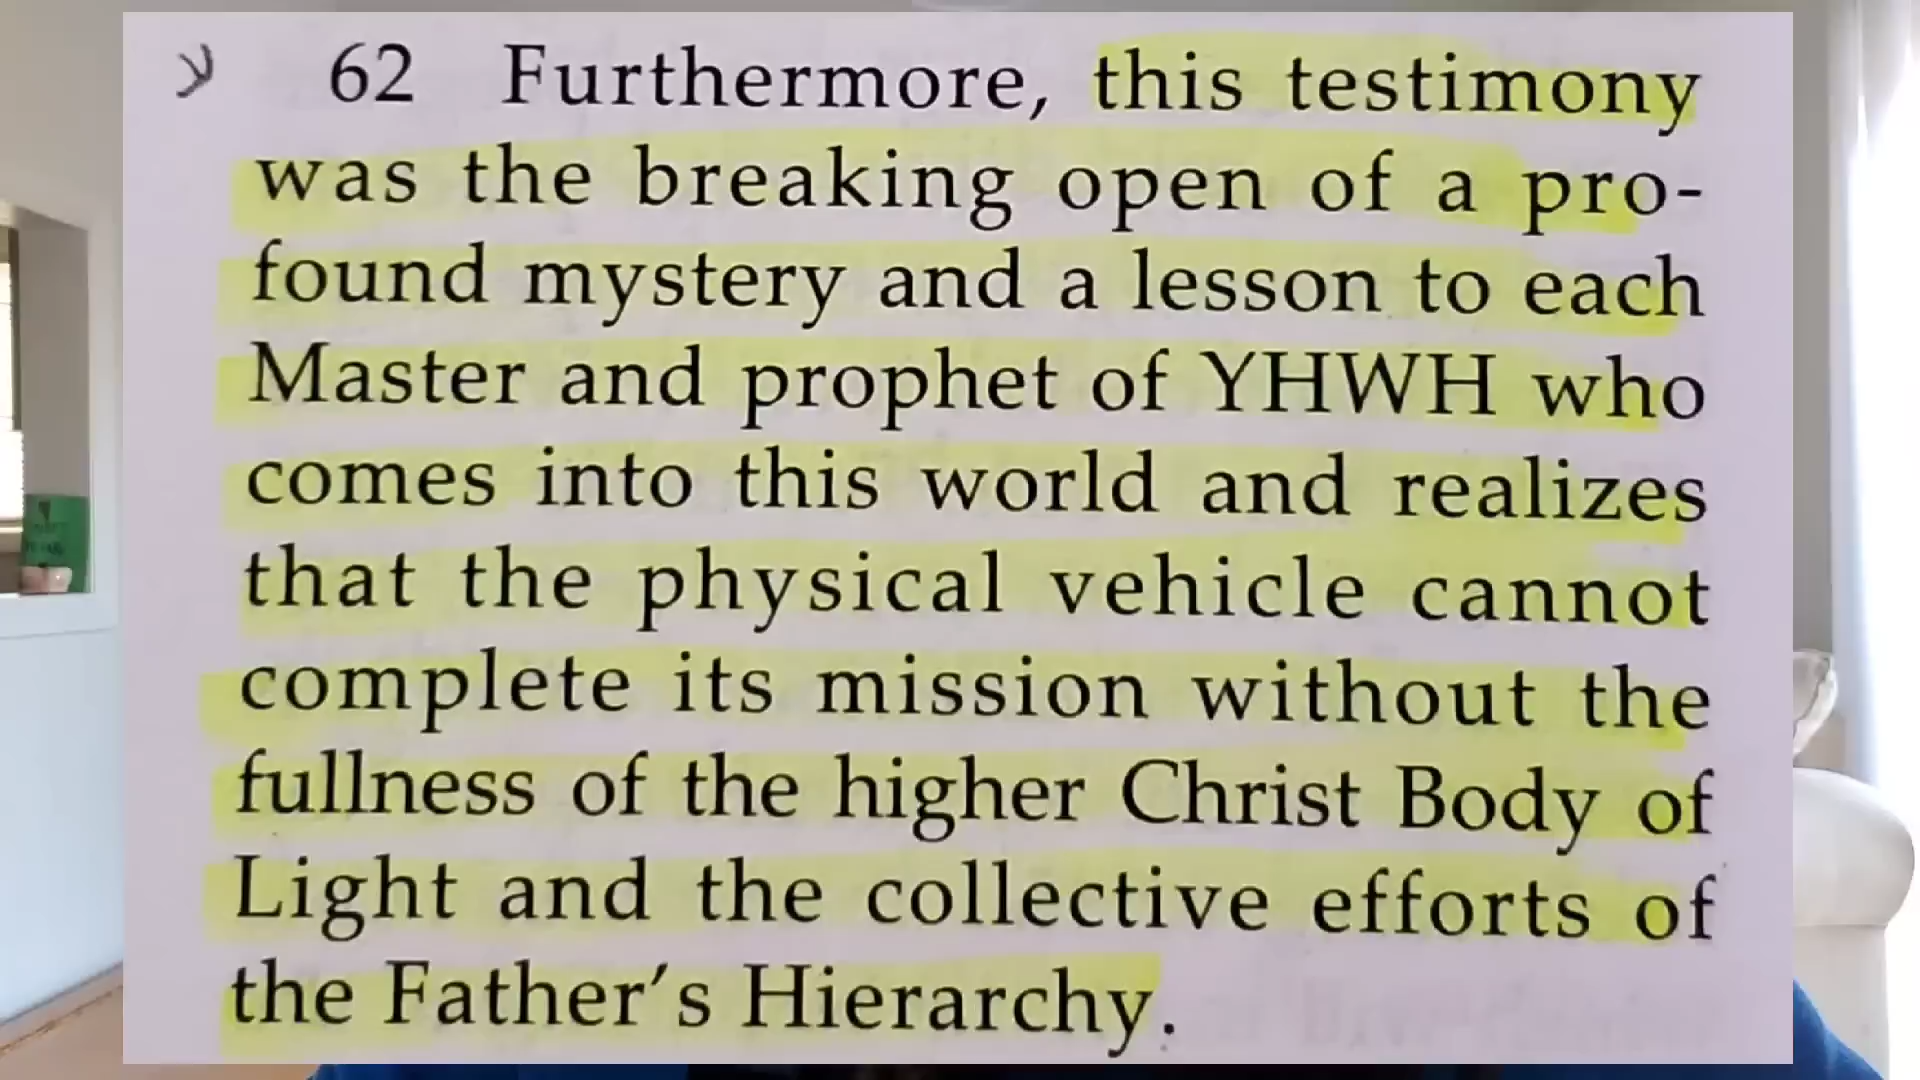 62 Furthermore, this testimony
was the breaking open of a pro-
found mystery and a lesson to each
Master and prophet of YHWH who
comes into this world and realizes
that the physical vehicle cannot
complete its mission without the
fullness of the higher Christ Body of
Light and the collective efforts of
the Father's Hierarchy.